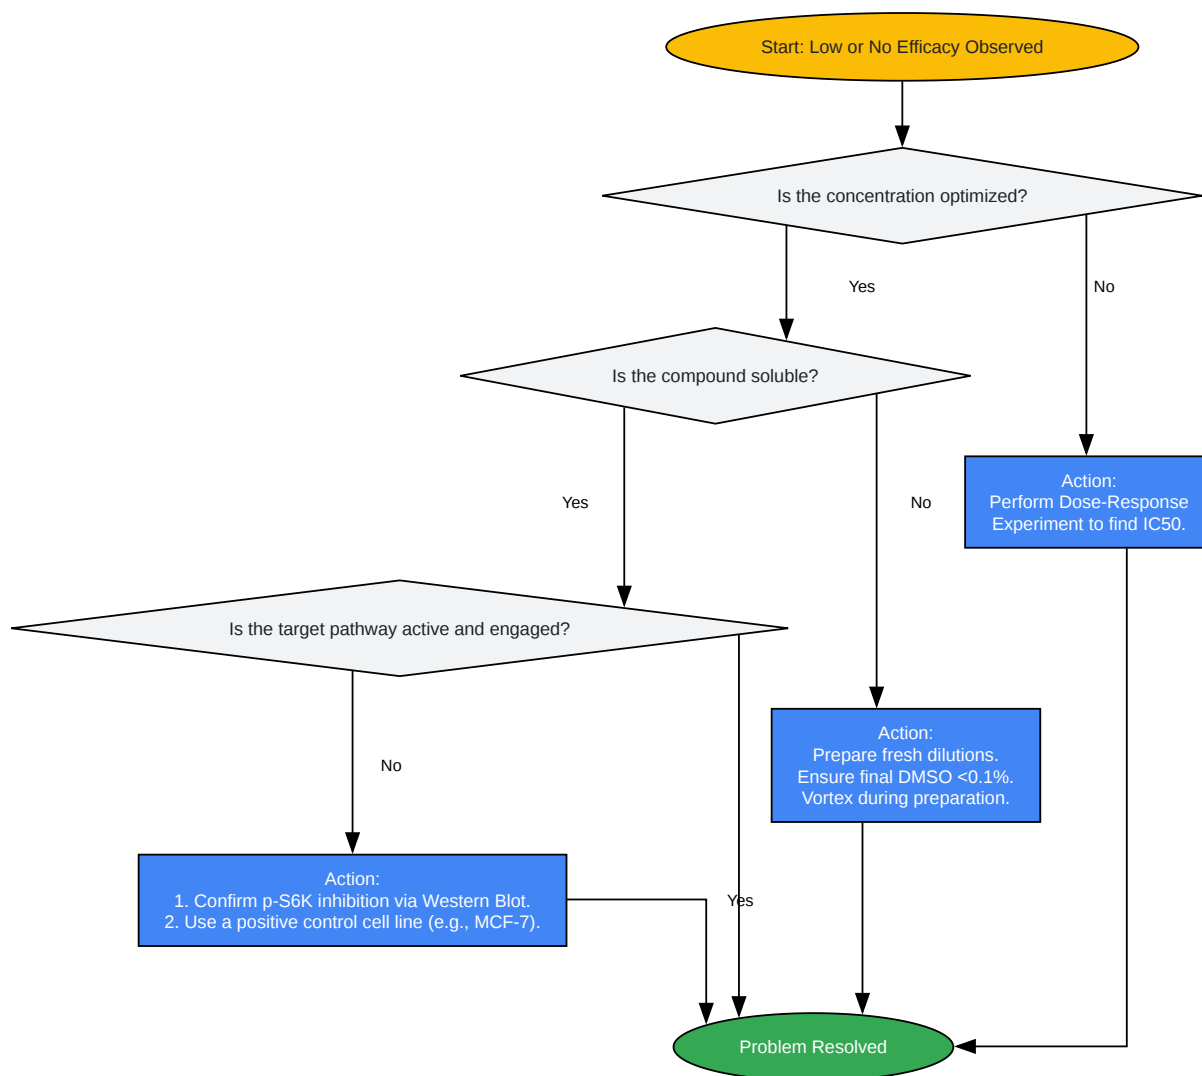 Start: Low or No Efficacy Observed
Is the concentration optimized?
Yes
No
Is the compound soluble?
Action:
Perform Dose-Response
Experiment to find IC50.
Yes
No
Is the target pathway active and engaged?
Action:
Prepare fresh dilutions.
Ensure final DMSO <0.1%.
Vortex during preparation.
No
Action:
1. Confirm p-S6K inhibition via Western Blot.
2. Use a positive control cell line (e.g., MCF-7).
Yes
Problem Resolved